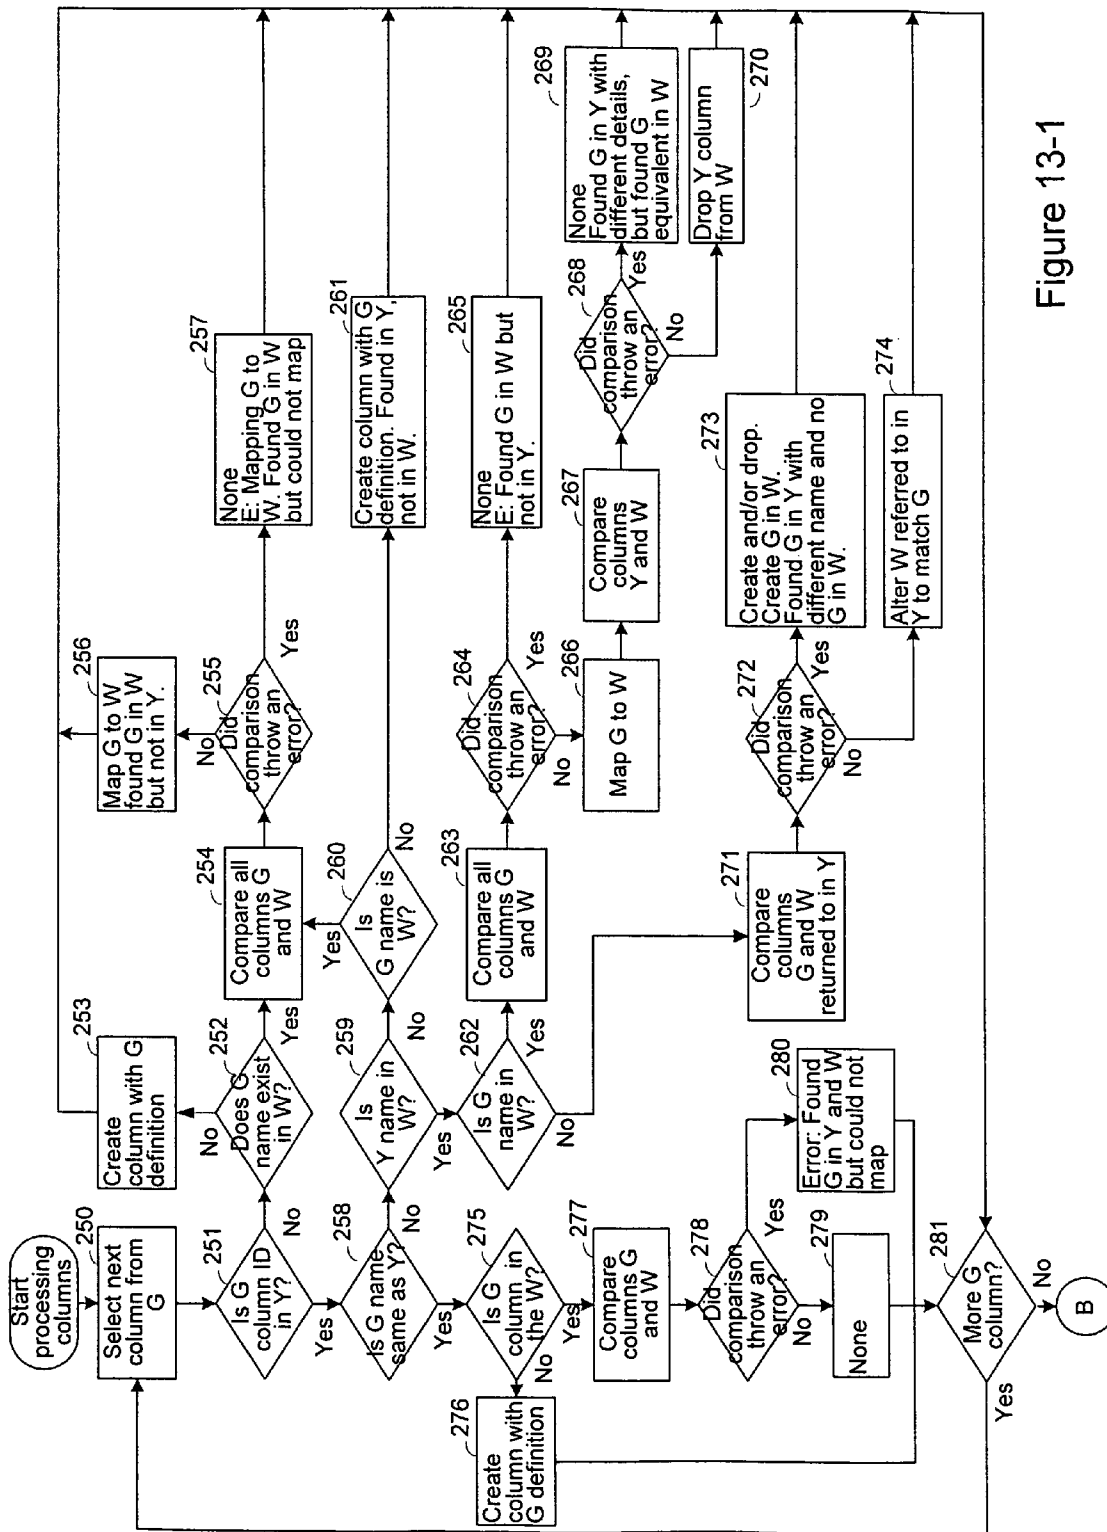 Start
processing
columns
250
Select next
column from
G
251
Is G
column ID
in Y?
No
Yes
252
Does G
name exist
in W?
No
Yes
253
Create
column with G
definition
254
Compare all
columns G
and W
255
Did
comparison
throw an
error?
No
Yes
256
Map G to W
found G in W
but not in Y.
257
None
E: Mapping G to
W. Found G in W
but could not map
258
Is G name
same as Y?
No
Yes
259
Is
Y name in
W?
No
Yes
260
Is
G name is
W?
Yes
No
261
Create column with G
definition. Found in Y,
not in W.
262
Is G
name in
W?
Yes
No
263
Compare all
columns G
and W
264
Did
comparison
throw an
error?
Yes
No
265
None
E: Found G in W but
not in Y.
266
Map G to W
267
Compare
columns
Y and W
268
Did
comparison
throw an
error?
Yes
No
269
None
Found G in Y with
different details,
but found G
equivalent in W
270
Drop Y column
from W
271
Compare
columns
G and W
returned to in Y
272
Did
comparison
throw an
error?
Yes
No
273
Create and/or drop.
Create G in W.
Found G in Y with
different name and no
G in W.
274
Alter W referred to in
Y to match G
275
Is G
column in
the W?
No
Yes
276
Create
column with
G definition
277
Compare
columns G
and W
278
Did
comparison
throw an
error?
Yes
No
279
None
280
Error: Found
G in Y and W
but could not
map
281
More G
column?
Yes
No
B
Figure 13-1